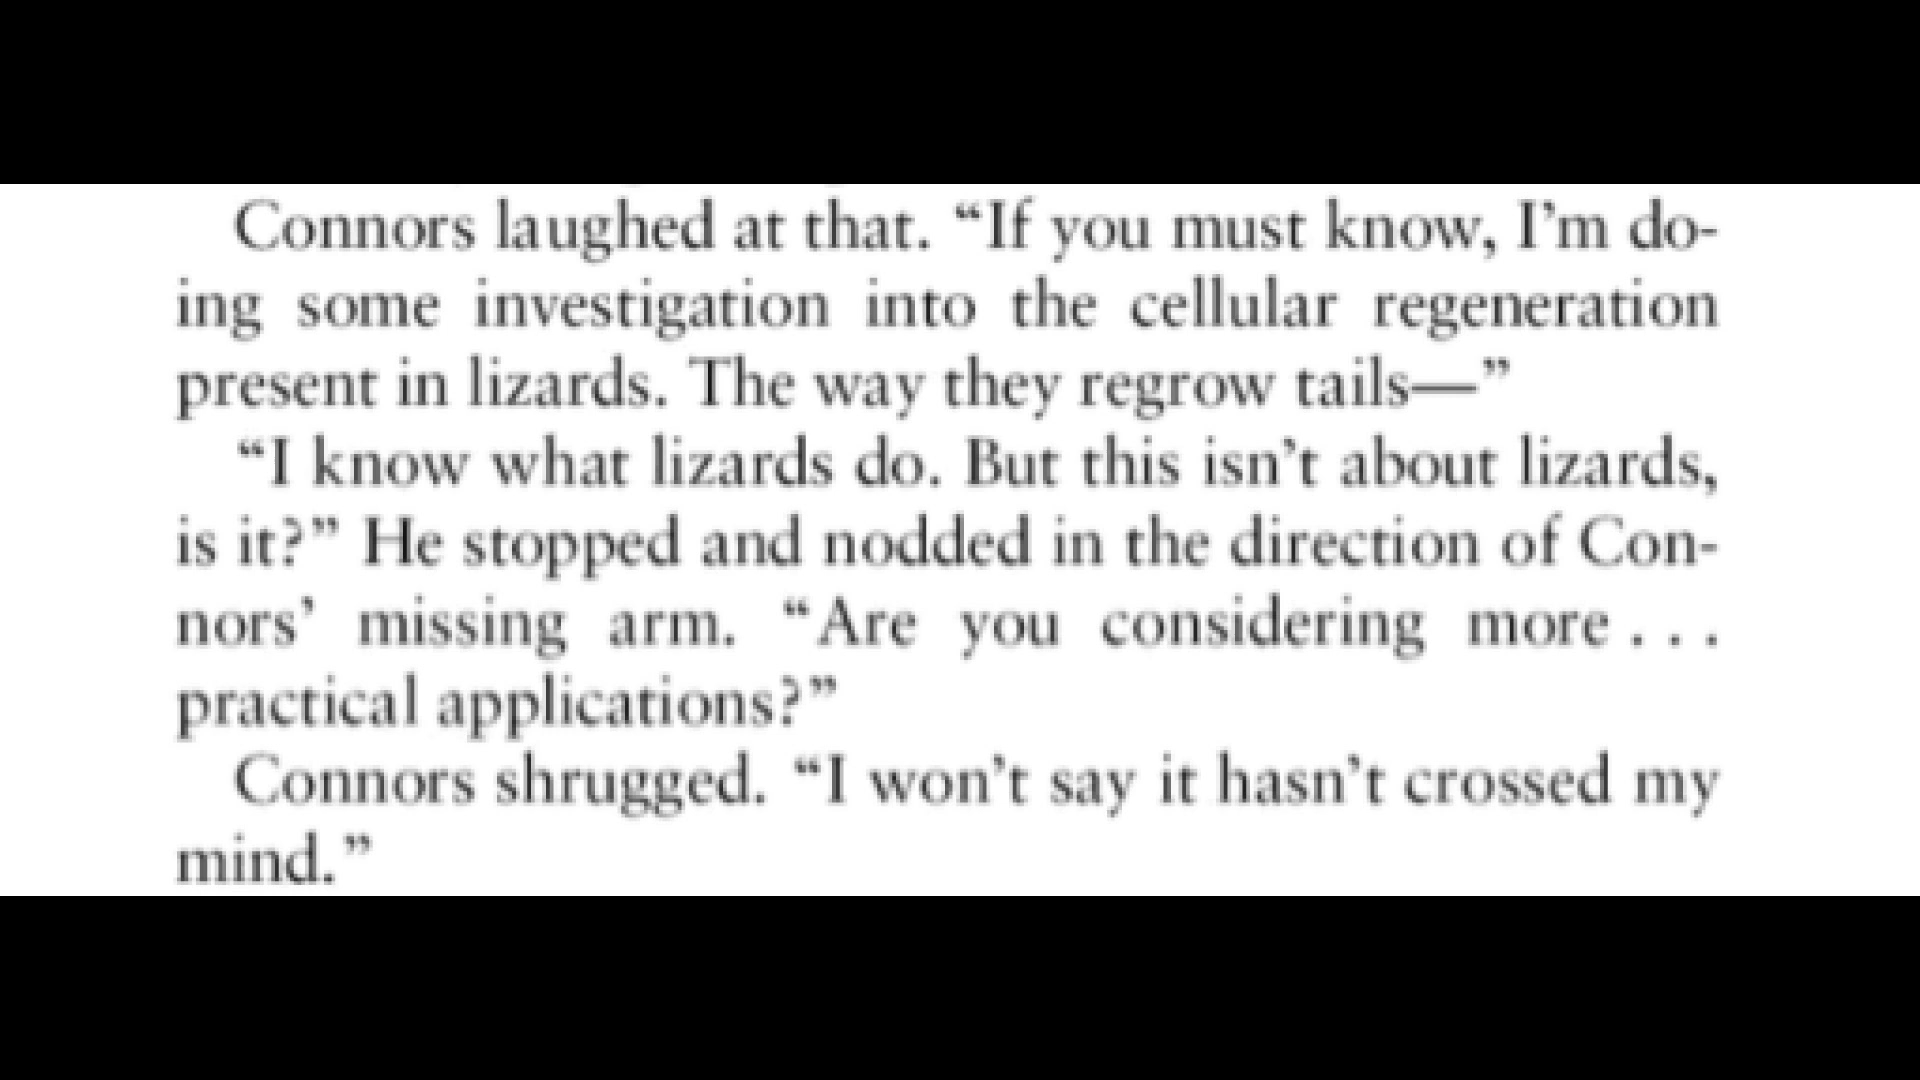 Connors laughed at that. “If you must know, I’m do-
ing some investigation into the cellular regeneration
present in lizards. The way they regrow tails—”
“I know what lizards do. But this isn’t about lizards,
is it?” He stopped and nodded in the direction of Con-
nors’ missing arm. “Are you considering more . . .
practical applications?”
Connors shrugged. “I won’t say it hasn’t crossed my
mind.”